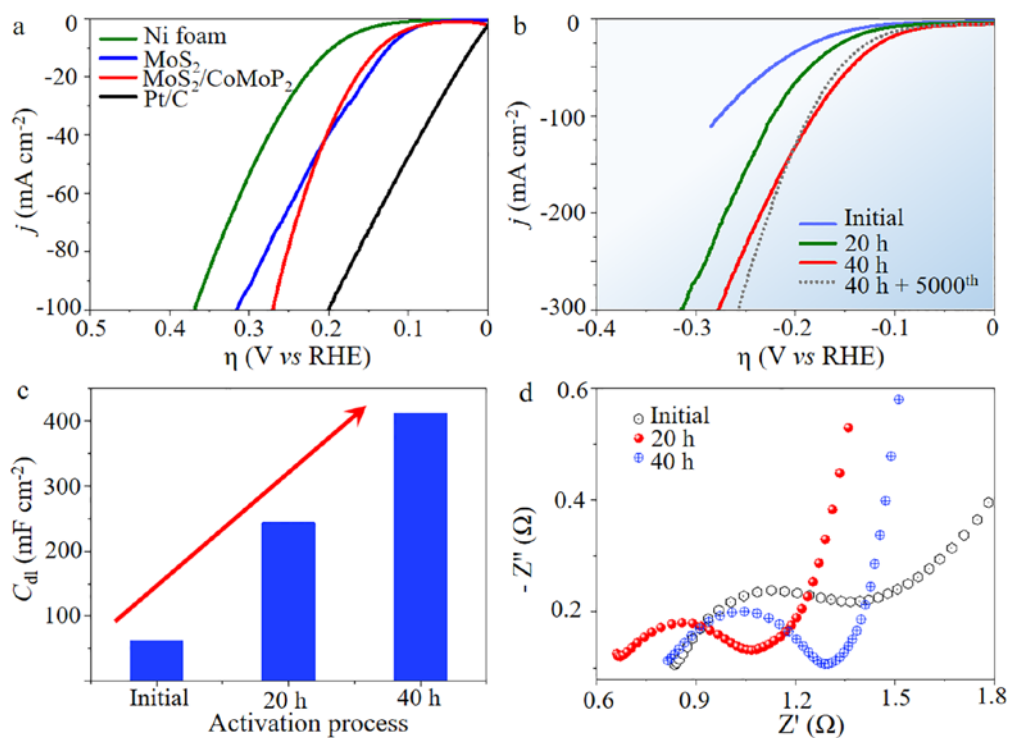 a
0
-20
-40
-60
-80
-100
j (mA cm⁻²)
Ni foam
MoS₂
MoS₂/CoMoP₂
Pt/C
0.5
0.4
0.3
0.2
0.1
0
η (V vs RHE)
b
0
-100
-200
-300
j (mA cm⁻²)
Initial
20 h
40 h
40 h + 5000ᵗʰ
-0.4
-0.3
-0.2
-0.1
0
η (V vs RHE)
c
400
300
200
100
C_dl (mF cm⁻²)
Initial
20 h
40 h
Activation process
d
0.6
0.4
0.2
- Z'' (Ω)
Initial
20 h
40 h
0.6
0.9
1.2
1.5
1.8
Z' (Ω)